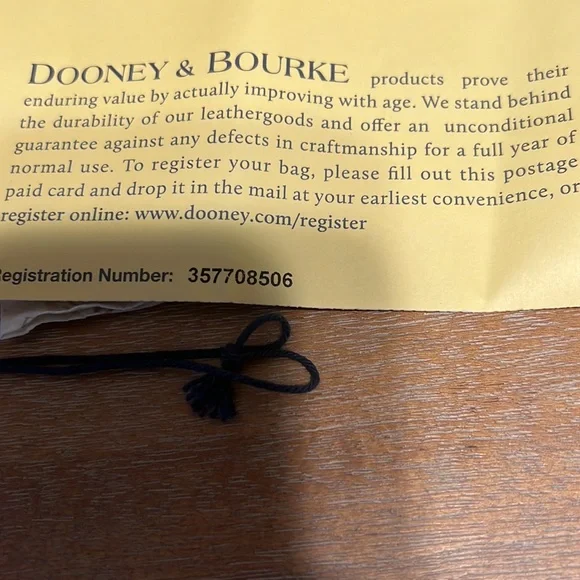 DOONEY & BOURKE products prove their
enduring value by actually improving with age. We stand behind
the durability of our leathergoods and offer an unconditional
guarantee against any defects in craftmanship for a full year of
normal use. To register your bag, please fill out this postage
paid card and drop it in the mail at your earliest convenience, or
register online: www.dooney.com/register
Registration Number: 357708506